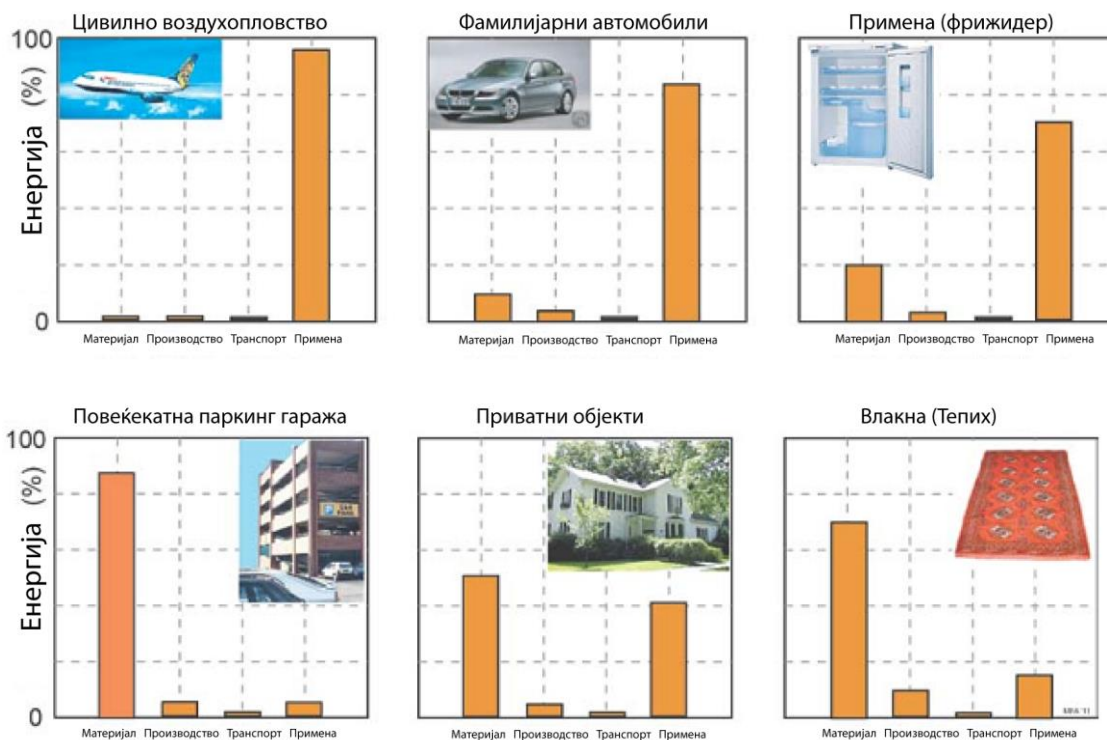 Цивилно воздухопловство
Фамилијарни автомобили
Примена (фрижидер)
100
Енергија (%)
0
Материјал Производство Транспорт Примена
Материјал Производство Транспорт Примена
Материјал Производство Транспорт Примена
Повеќекатна паркинг гаража
Приватни објекти
Влакна (Тепих)
100
Енергија (%)
0
CAR PARK
Материјал Производство Транспорт Примена
Материјал Производство Транспорт Примена
Материјал Производство Транспорт Примена